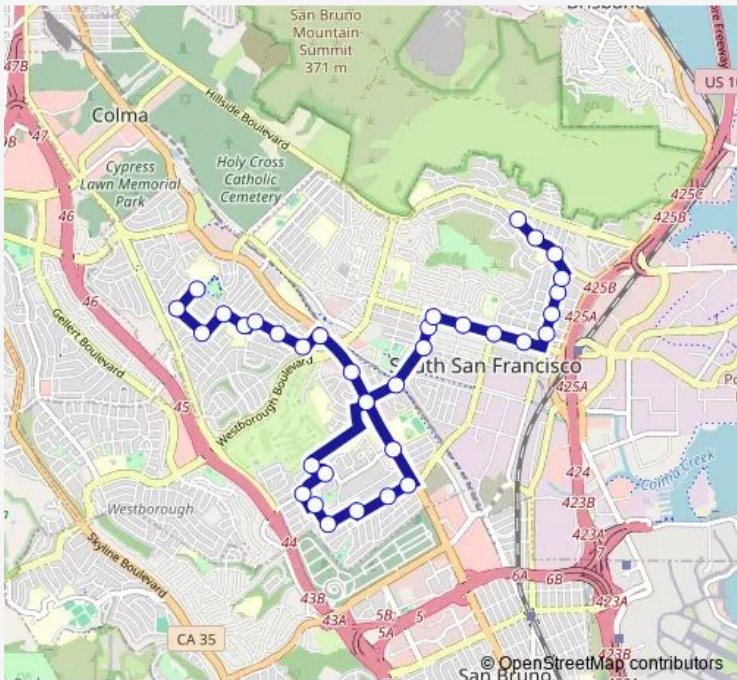 Brisbane
San Bruno
Mountain
Summit
371 m
US 10
47B
Colma
Hillside Boulevard
47
Cypress
Lawn Memorial
Park
Holy Cross
Catholic
Cemetery
46
425C
425B
46
Gellert Boulevard
425B
425A
45
Westborough Boulevard
South San Francisco
425A
424
Colma Creek
423B
Westborough
44
423A
7
Skyline Boulevard
43B
43A
5B;
5
5A
6A
6B
423A
CA 35
San Bruno
© OpenStreetMap contributors